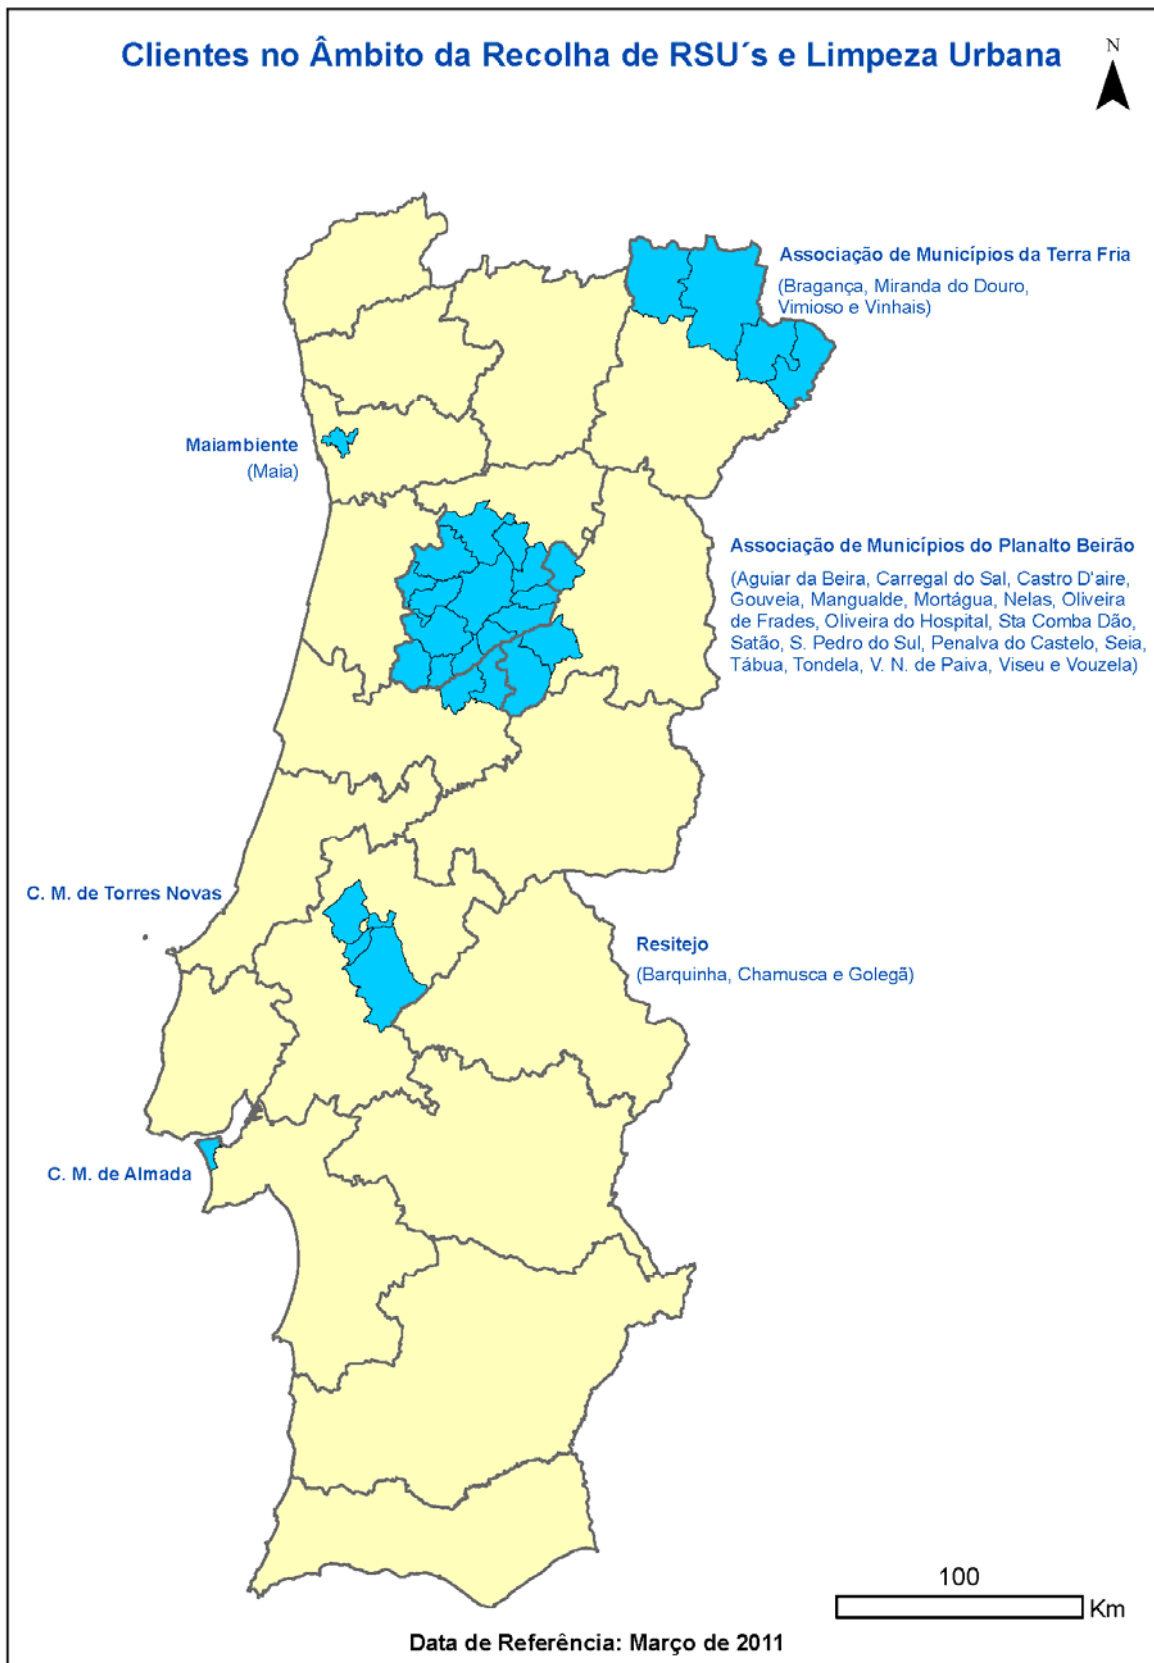 Clientes no Âmbito da Recolha de RSU´s e Limpeza Urbana
N
Associação de Municípios da Terra Fria
(Bragança, Miranda do Douro,
Vimioso e Vinhais)
Maiambiente
(Maia)
Associação de Municípios do Planalto Beirão
(Aguiar da Beira, Carregal do Sal, Castro D'aire,
Gouveia, Mangualde, Mortágua, Nelas, Oliveira
de Frades, Oliveira do Hospital, Sta Comba Dão,
Satão, S. Pedro do Sul, Penalva do Castelo, Seia,
Tábua, Tondela, V. N. de Paiva, Viseu e Vouzela)
C. M. de Torres Novas
Resitejo
(Barquinha, Chamusca e Golegã)
C. M. de Almada
100
Km
Data de Referência: Março de 2011